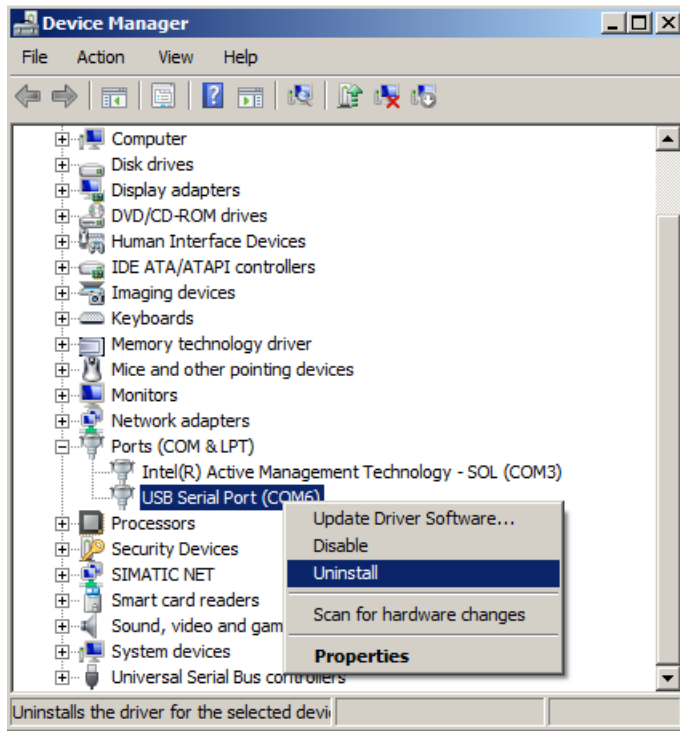 Device Manager
File Action View Help
Computer
Disk drives
Display adapters
DVD/CD-ROM drives
Human Interface Devices
IDE ATA/ATAPI controllers
Imaging devices
Keyboards
Memory technology driver
Mice and other pointing devices
Monitors
Network adapters
Ports (COM & LPT)
Intel(R) Active Management Technology - SOL (COM3)
USB Serial Port (COM6)
Processors
Security Devices
SIMATIC NET
Smart card readers
Sound, video and gam
System devices
Universal Serial Bus controllers
Update Driver Software...
Disable
Uninstall
Scan for hardware changes
Properties
Uninstalls the driver for the selected devi